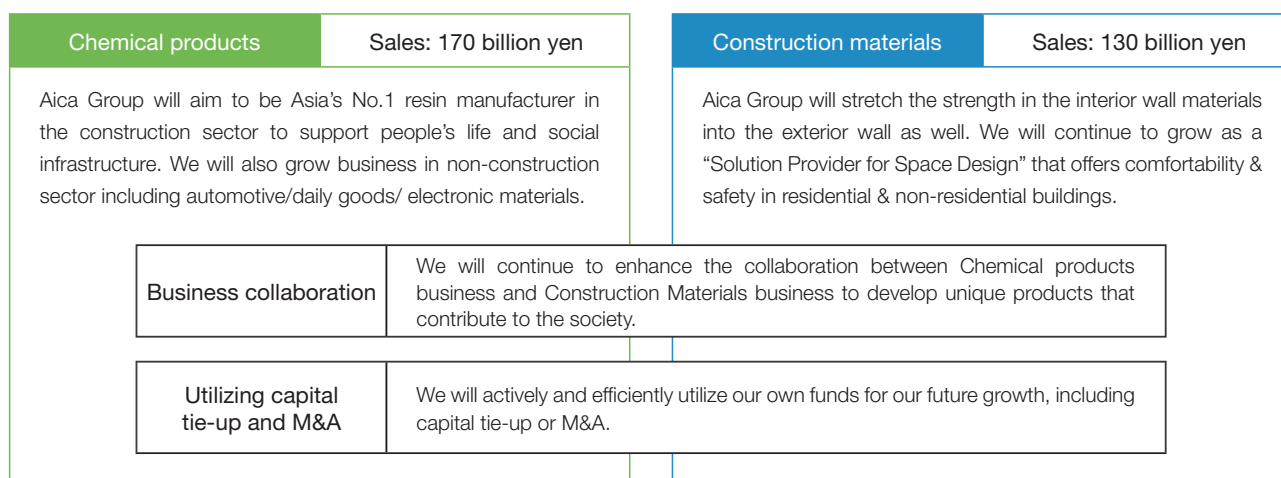 Chemical products
Sales: 170 billion yen
Aica Group will aim to be Asia's No.1 resin manufacturer in
the construction sector to support people's life and social
infrastructure. We will also grow business in non-construction
sector including automotive/daily goods/ electronic materials.
Construction materials
Sales: 130 billion yen
Aica Group will stretch the strength in the interior wall materials
into the exterior wall as well. We will continue to grow as a
“Solution Provider for Space Design” that offers comfortability &
safety in residential & non-residential buildings.
Business collaboration
We will continue to enhance the collaboration between Chemical products
business and Construction Materials business to develop unique products that
contribute to the society.
Utilizing capital
tie-up and M&A
We will actively and efficiently utilize our own funds for our future growth, including
capital tie-up or M&A.